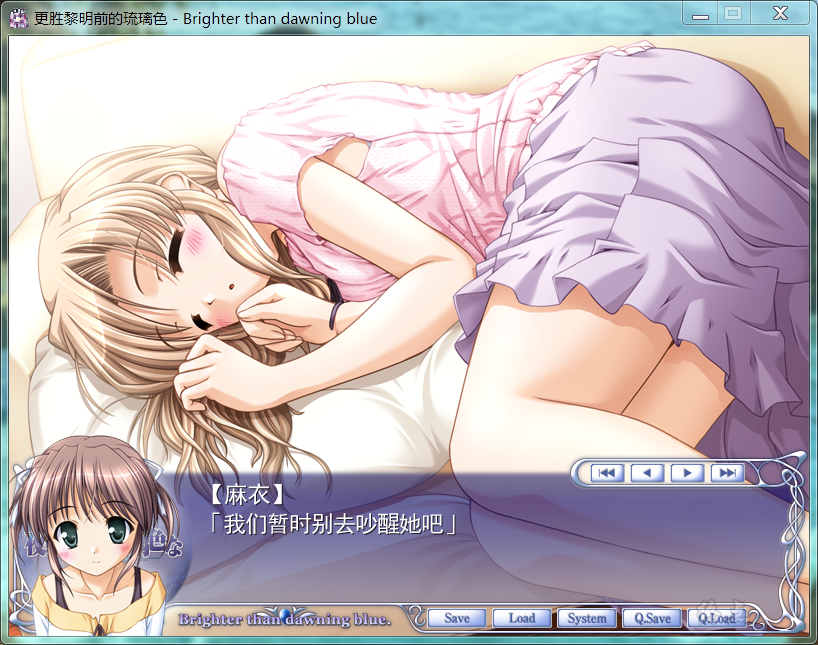 更胜黎明前的琉璃色 - Brighter than dawning blue
【麻衣】
「我们暂时别去吵醒她吧」
Brighter than dawning blue.
Save
Load
System
Q.Save
Q.Load